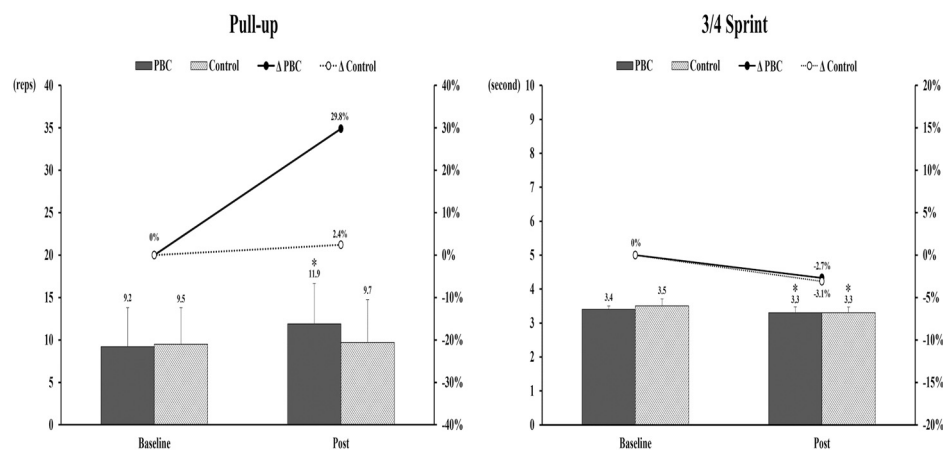 Pull-up
PBC Control Δ PBC Δ Control
(reps)
40 40%
35 30%
30 20%
25 10%
20 0%
15 -10%
10 -20%
5 -30%
0 -40%
29.8%
0% 2.4%
*
9.2 9.5 11.9 9.7
Baseline Post
3/4 Sprint
PBC Control Δ PBC Δ Control
(second)
10 20%
9 15%
8
7 10%
6 5%
5 0%
4 -5%
3
2 -10%
1 -15%
0 -20%
0% -2.7%
-3.1%
* *
3.4 3.5 3.3 3.3
Baseline Post